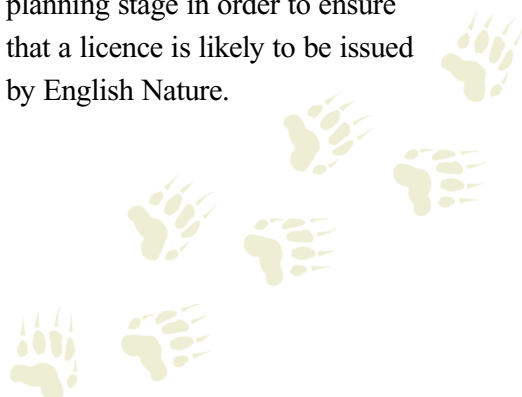 planning stage in order to ensure
that a licence is likely to be issued
by English Nature.